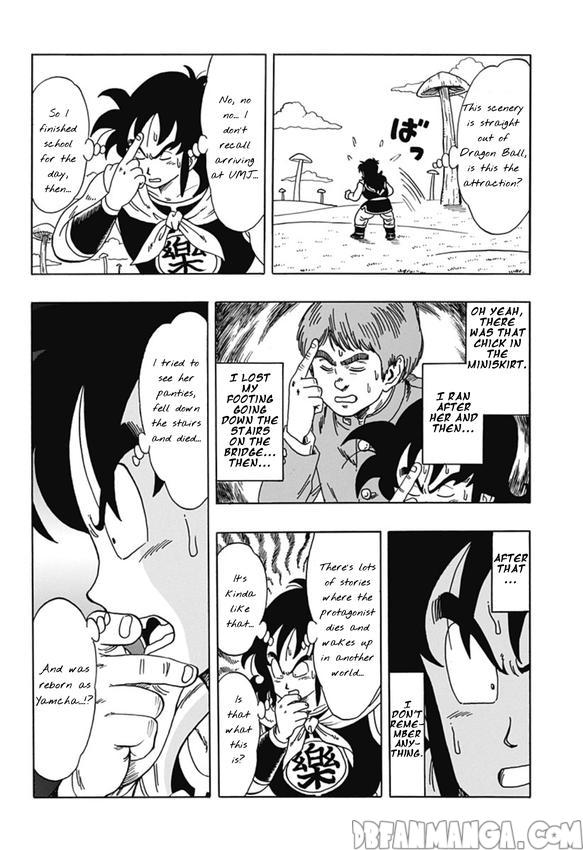 This scenery
is straight
out of
Dragon Ball,
is this the
attraction?
ばっ
No, no
no... I
don't
recall
arriving
at UMJ...
So I
finished
school
for the
day,
then...
樂
OH YEAH,
THERE
WAS THAT
CHICK IN
THE
MINISKIRT.
I RAN
AFTER
HER AND
THEN...
I LOST
MY
FOOTING
GOING
DOWN THE
STAIRS
ON THE
BRIDGE...
THEN...
I tried to
see her
panties,
fell down
the stairs
and died...
And was
reborn as
Yamcha..!?
AFTER
THAT
...
I
DON'T
REME-
MBER
ANY-
THING.
There's lots
of stories
where the
protagonist
dies and
wakes up
in another
world...
It's
Kinda
like
that...
Is that
what
this
is?
樂
DBFANMANGA.COM